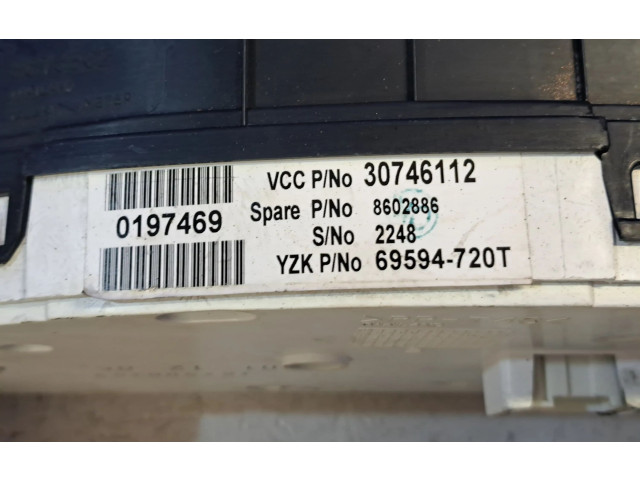 VCC P/No 30746112
Spare P/No 8602886
0197469
S/No 2248
YZK P/No 69594-720T